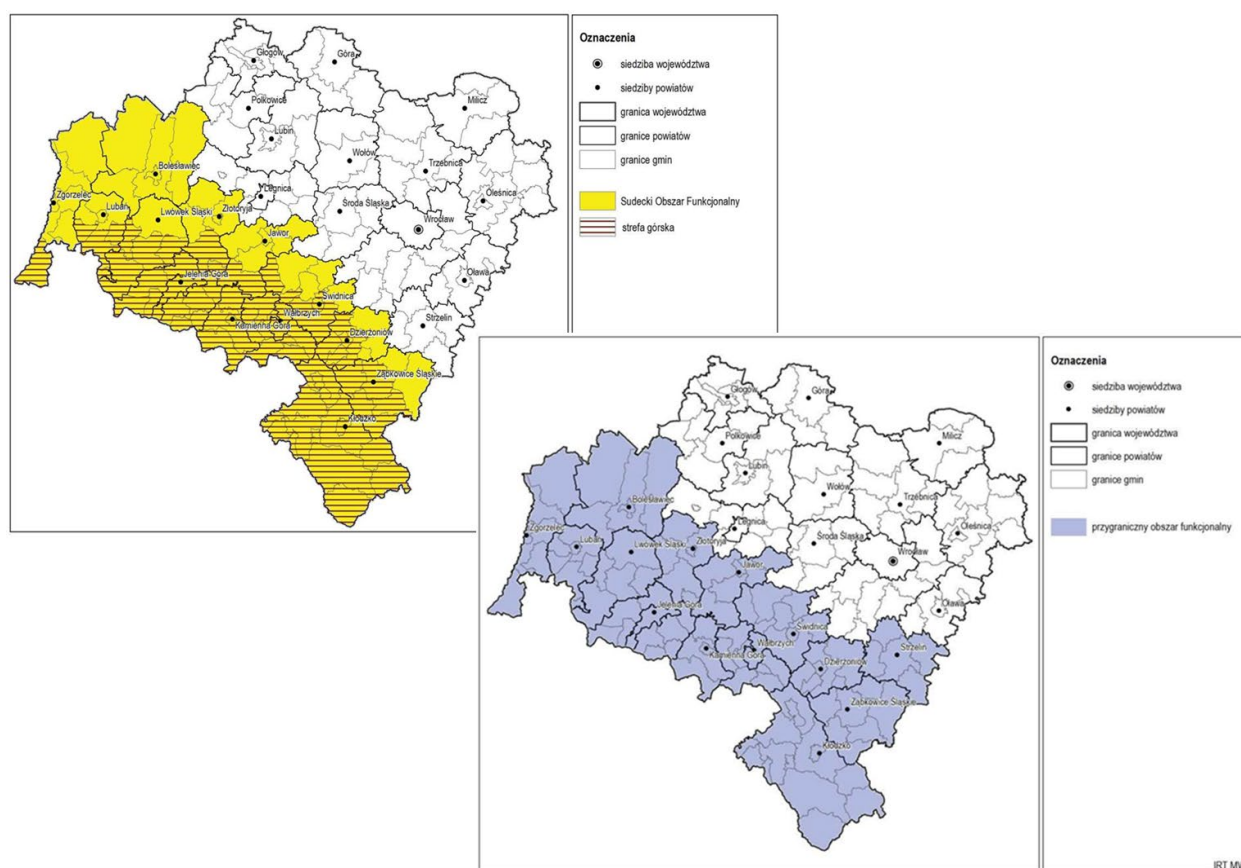 Oznaczenia
siedziba województwa
siedziby powiatów
granica województwa
granice powiatów
granice gmin
Sudecki Obszar Funkcjonalny
strefa górska
Głogów
Góra
Polkowice
Milicz
Lubin
Wołów
Trzebnica
Bolesławiec
Legnica
Oleśnica
Zgorzelec
Lubań
Lwówek Śląski
Złotoryja
Środa Śląska
Wrocław
Jawor
Jelenia Góra
Oława
Świdnica
Kamienna Góra
Wałbrzych
Strzelin
Dzierżoniów
Ząbkowice Śląskie
Kłodzko
Oznaczenia
siedziba województwa
siedziby powiatów
granica województwa
granice powiatów
granice gmin
przygraniczny obszar funkcjonalny
Głogów
Góra
Polkowice
Milicz
Lubin
Wołów
Trzebnica
Bolesławiec
Legnica
Oleśnica
Zgorzelec
Lubań
Lwówek Śląski
Złotoryja
Środa Śląska
Wrocław
Jawor
Jelenia Góra
Oława
Świdnica
Kamienna Góra
Wałbrzych
Strzelin
Dzierżoniów
Ząbkowice Śląskie
Kłodzko
IRT